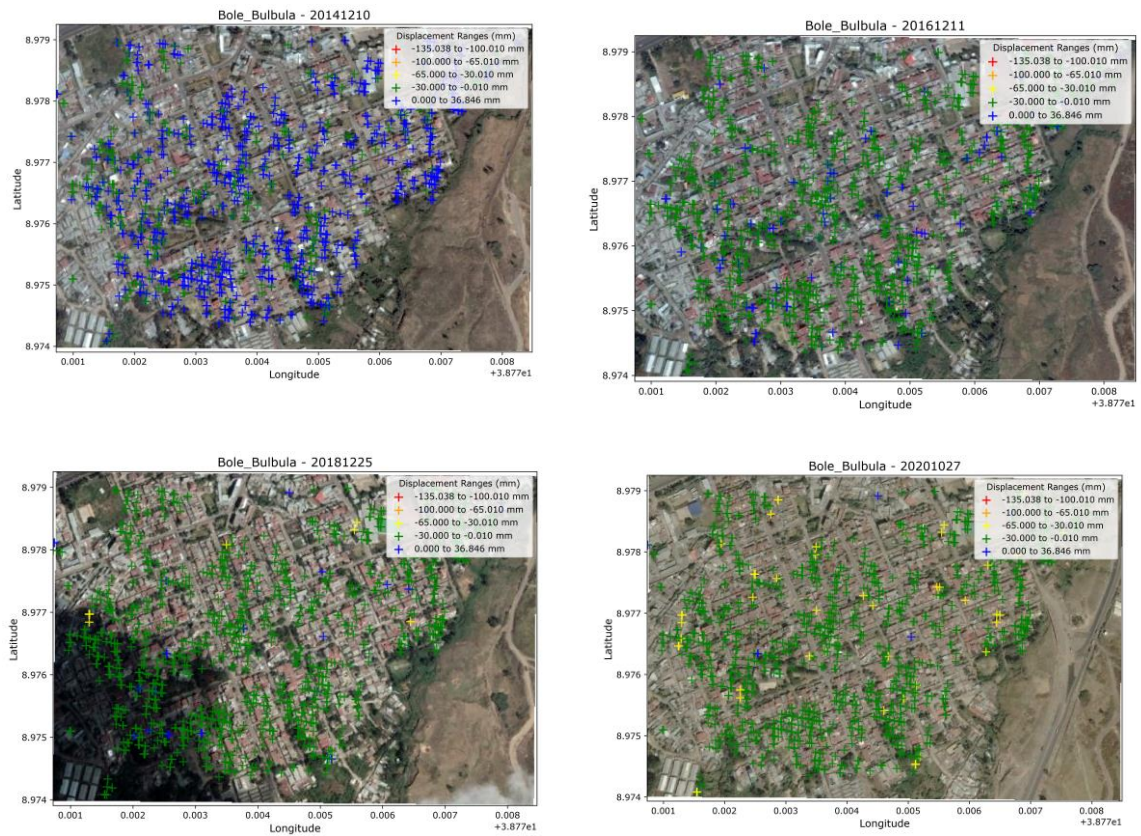 Bole_Bulbula - 20141210
Displacement Ranges (mm)
-135.038 to -100.010 mm
-100.000 to -65.010 mm
-65.000 to -30.010 mm
-30.000 to -0.010 mm
0.000 to 36.846 mm
8.979
8.978
8.977
8.976
8.975
8.974
Latitude
0.001 0.002 0.003 0.004 0.005 0.006 0.007 0.008
+3.877e1
Longitude
Bole_Bulbula - 20161211
Displacement Ranges (mm)
-135.038 to -100.010 mm
-100.000 to -65.010 mm
-65.000 to -30.010 mm
-30.000 to -0.010 mm
0.000 to 36.846 mm
8.979
8.978
8.977
8.976
8.975
8.974
Latitude
0.001 0.002 0.003 0.004 0.005 0.006 0.007 0.008
+3.877e1
Longitude
Bole_Bulbula - 20181225
Displacement Ranges (mm)
-135.038 to -100.010 mm
-100.000 to -65.010 mm
-65.000 to -30.010 mm
-30.000 to -0.010 mm
0.000 to 36.846 mm
8.979
8.978
8.977
8.976
8.975
8.974
Latitude
0.001 0.002 0.003 0.004 0.005 0.006 0.007 0.008
+3.877e1
Longitude
Bole_Bulbula - 20201027
Displacement Ranges (mm)
-135.038 to -100.010 mm
-100.000 to -65.010 mm
-65.000 to -30.010 mm
-30.000 to -0.010 mm
0.000 to 36.846 mm
8.979
8.978
8.977
8.976
8.975
8.974
Latitude
0.001 0.002 0.003 0.004 0.005 0.006 0.007 0.008
+3.877e1
Longitude